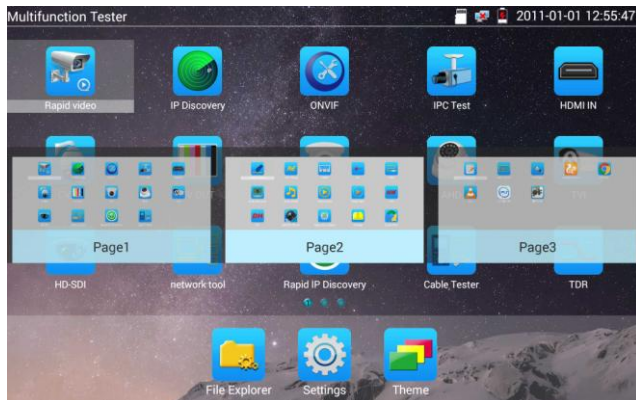 Multifunction Tester 2011-01-01 12:55:47
Rapid video IP Discovery ONVIF IPC Test HDMI IN
Page1 Page2 Page3
HD-SDI network tool Rapid IP Discovery Cable Tester TDR
File Explorer Settings Theme